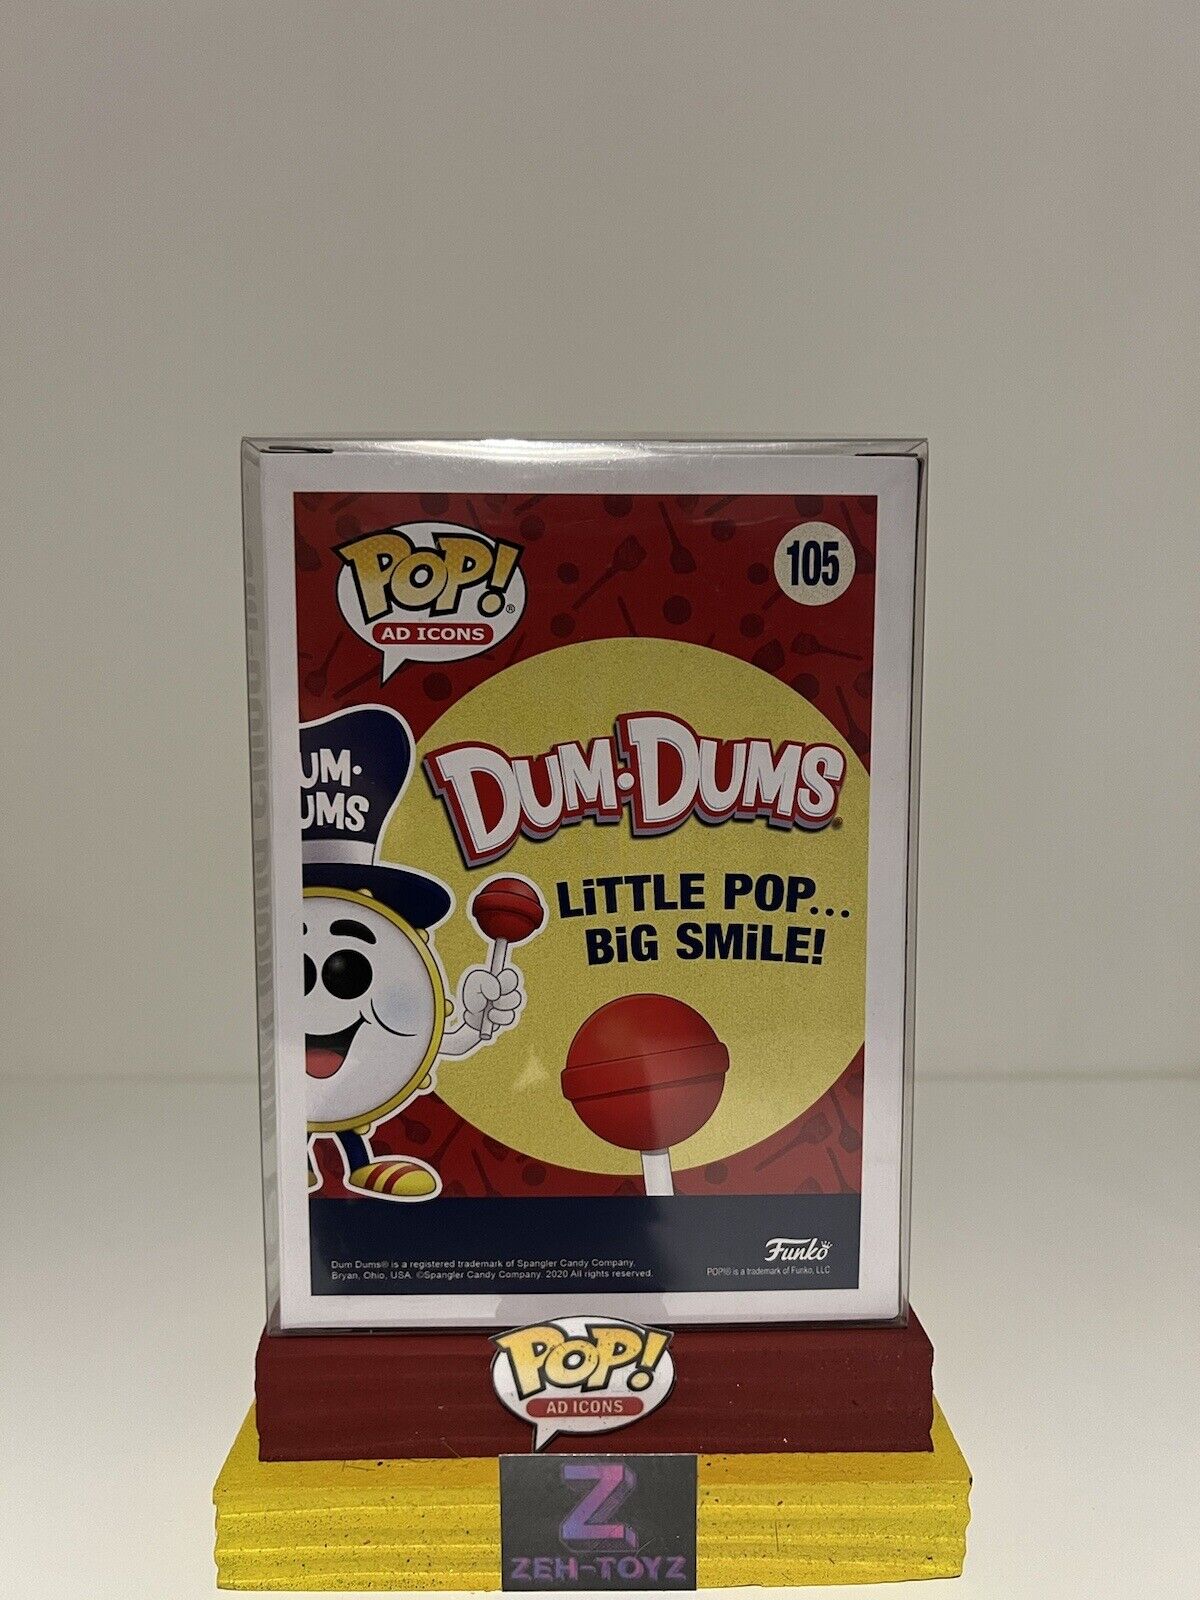 POP!®
AD ICONS
105
UM•
UMS
DUM•DUMS®
LiTTLE POP...
BiG SMiLE!
Dum Dums® is a registered trademark of Spangler Candy Company.
Bryan, Ohio, USA ©Spangler Candy Company. 2020 All rights reserved.
Funko
POP!® is a trademark of Funko, LLC
POP!
AD ICONS
Z
ZEH-TOYZ